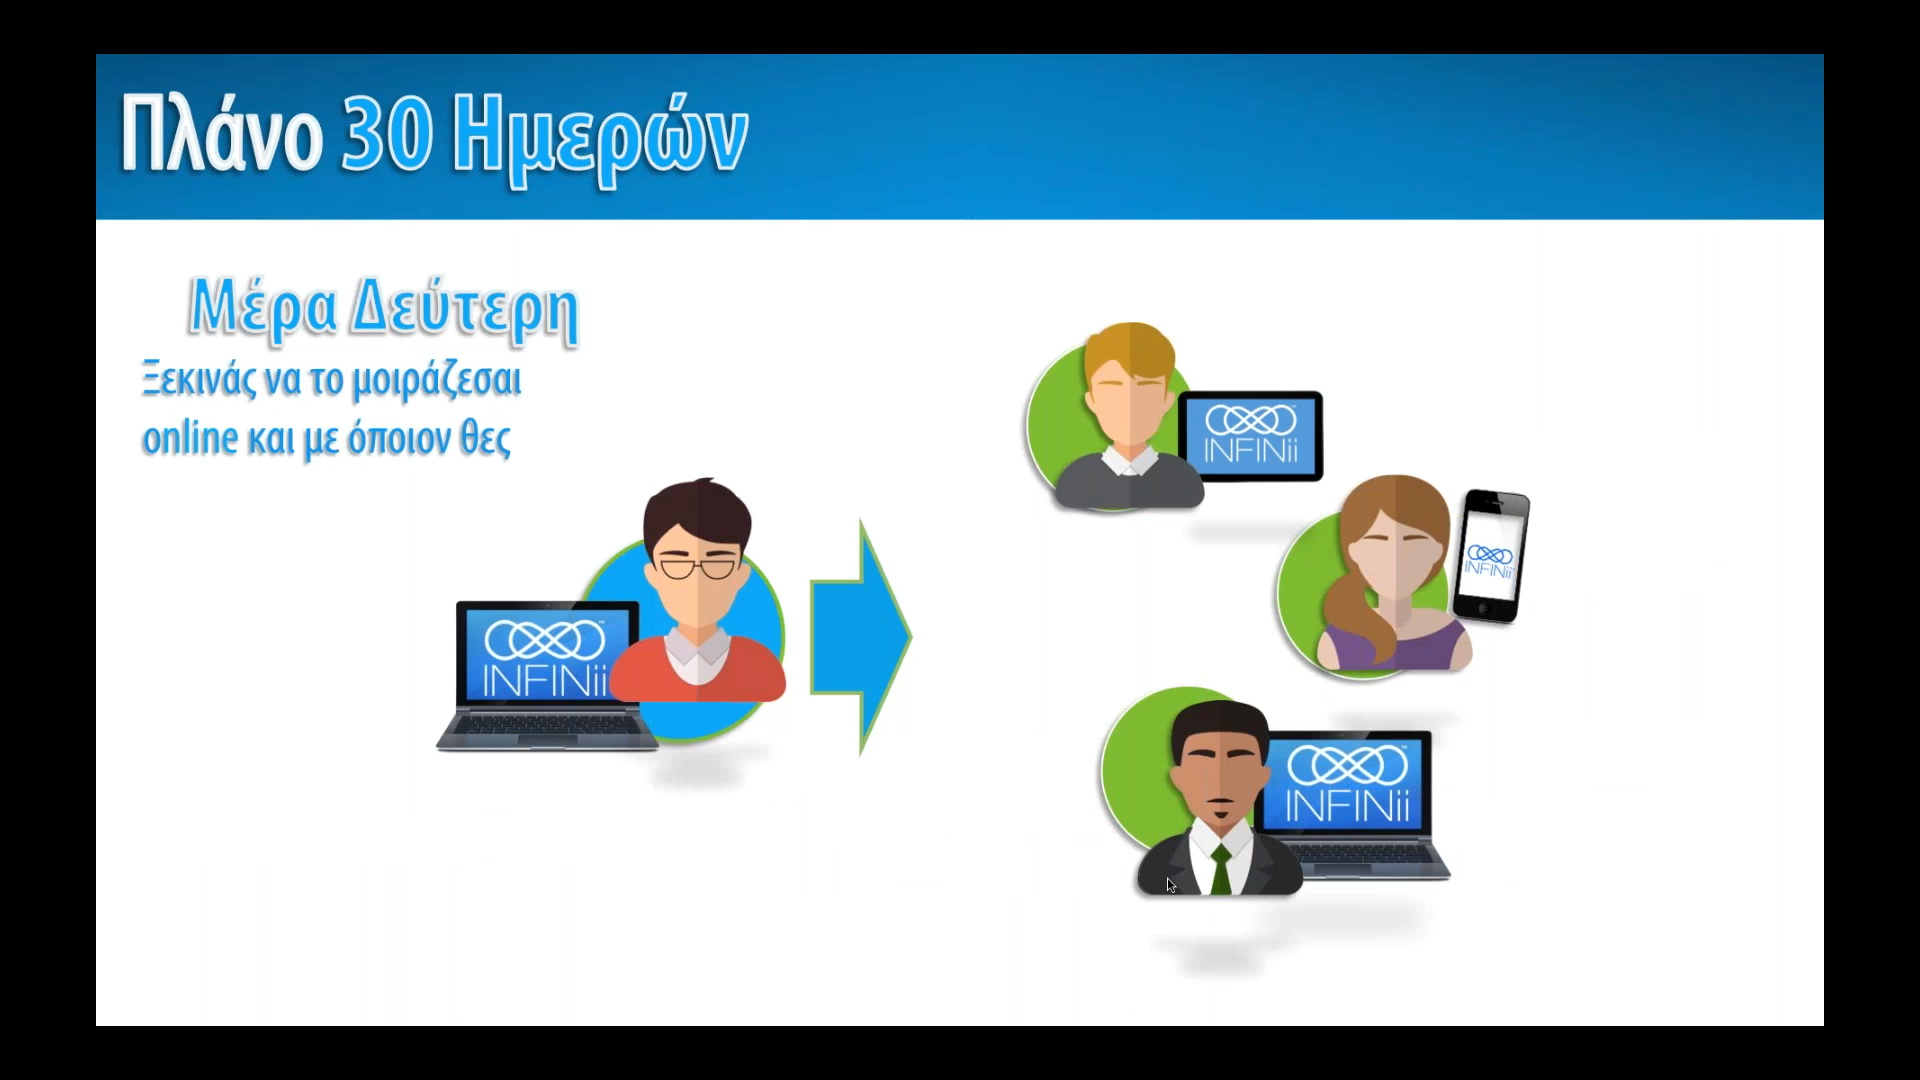 Πλάνο 30 Ημερών
Μέρα Δεύτερη
Ξεκινάς να το μοιράζεσαι
online και με όποιον θες
INFINii
INFINii
INFINii
INFINii